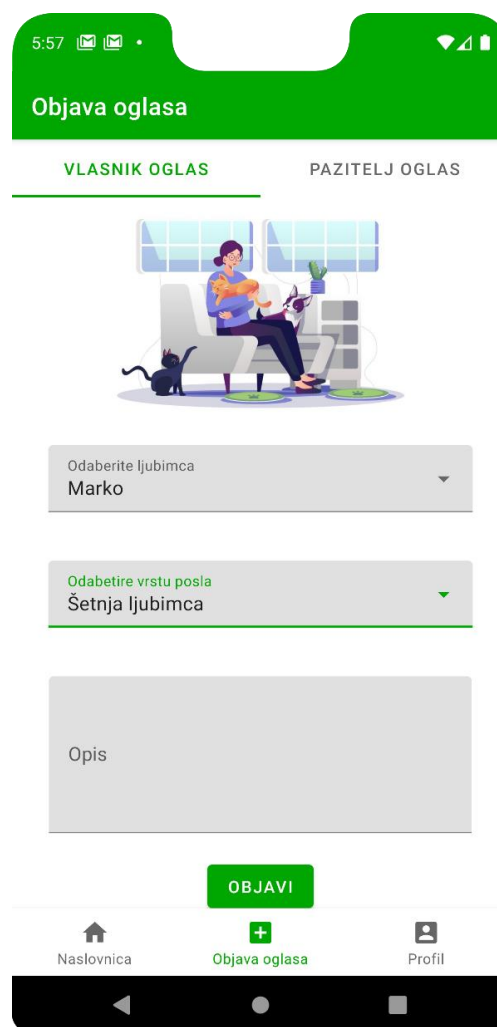 5:57
Objava oglasa
VLASNIK OGLAS PAZITELJ OGLAS
Odaberite ljubimca
Marko
Odabetire vrstu posla
Šetnja ljubimca
Opis
OBJAVI
Naslovnica Objava oglasa Profil